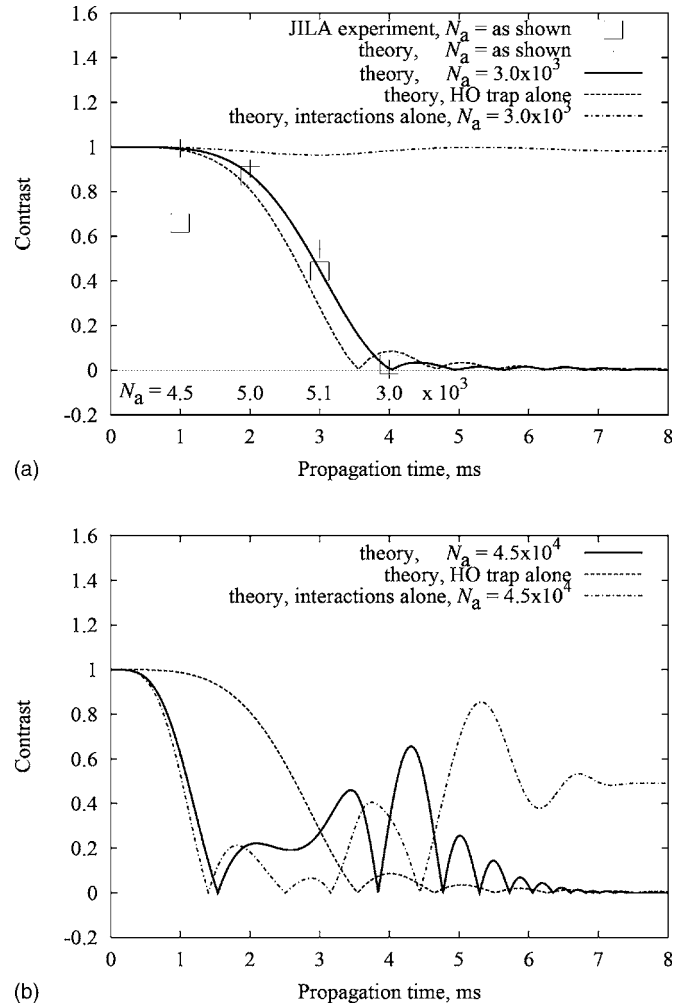 1.6
1.4
1.2
1
0.8
0.6
0.4
0.2
0
-0.2
Contrast
JILA experiment, Nₐ = as shown
theory, Nₐ = as shown
theory, Nₐ = 3.0x10³
theory, HO trap alone
theory, interactions alone, Nₐ = 3.0x10³
Nₐ = 4.5 5.0 5.1 3.0 x 10³
0 1 2 3 4 5 6 7 8
(a) Propagation time, ms
1.6
1.4
1.2
1
0.8
0.6
0.4
0.2
0
-0.2
Contrast
theory, Nₐ = 4.5x10⁴
theory, HO trap alone
theory, interactions alone, Nₐ = 4.5x10⁴
0 1 2 3 4 5 6 7 8
(b) Propagation time, ms